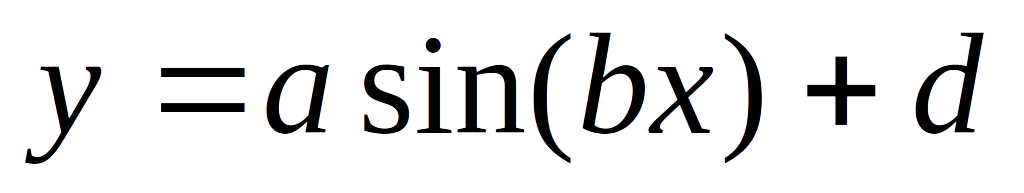 y = a sin(bx) + d